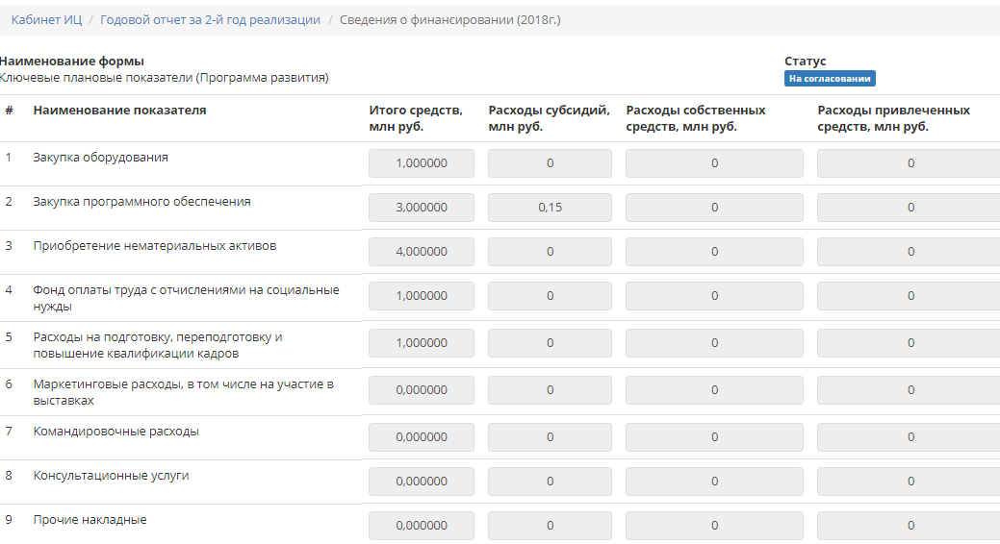 Кабинет ИЦ / Годовой отчет за 2-й год реализации / Сведения о финансировании (2018г.)
Наименование формы Статус
Ключевые плановые показатели (Программа развития) На согласовании
# Наименование показателя Итого средств, млн руб. Расходы субсидий, млн руб. Расходы собственных средств, млн руб. Расходы привлеченных средств, млн руб.
1 Закупка оборудования 1,000000 0 0 0
2 Закупка программного обеспечения 3,000000 0,15 0 0
3 Приобретение нематериальных активов 4,000000 0 0 0
4 Фонд оплаты труда с отчислениями на социальные
нужды 1,000000 0 0 0
5 Расходы на подготовку, переподготовку и
повышение квалификации кадров 1,000000 0 0 0
6 Маркетинговые расходы, в том числе на участие в
выставках 0,000000 0 0 0
7 Командировочные расходы 0,000000 0 0 0
8 Консультационные услуги 0,000000 0 0 0
9 Прочие накладные 0,000000 0 0 0